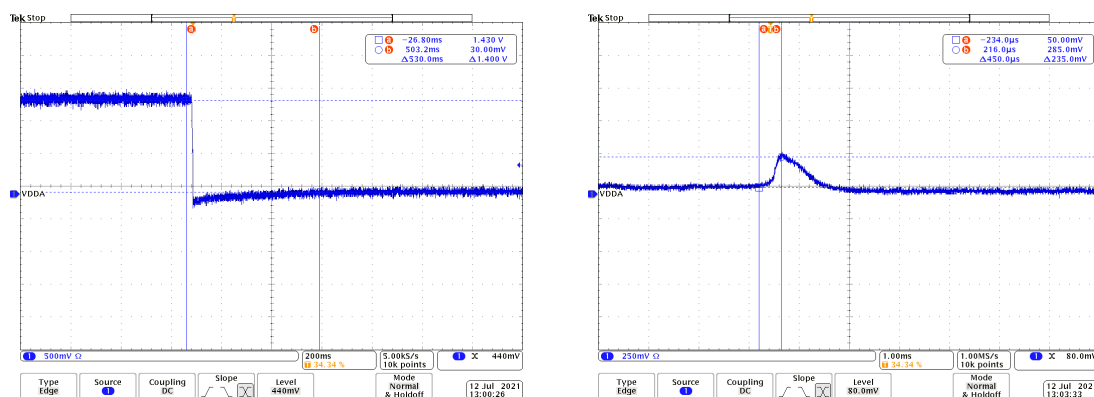 Tek Stop
a b
a -26.80ms 1.430 V
b 503.2ms 30.00mV
Δ530.0ms Δ1.400 V
1 VDDA
1 500mV Ω
200ms
T 34.34 %
5.00kS/s
10k points
1 X 440mV
Type
Edge
Source
1
Coupling
DC
Slope
Level
440mV
Mode
Normal
& Holdoff
12 Jul 2021
13:00:26
Tek Stop
a T b
a -234.0µs 50.00mV
b 216.0µs 285.0mV
Δ450.0µs Δ235.0mV
1 VDDA
1 250mV Ω
1.00ms
T 34.34 %
1.00MS/s
10k points
1 X 80.0mV
Type
Edge
Source
1
Coupling
DC
Slope
Level
80.0mV
Mode
Normal
& Holdoff
12 Jul 202
13:03:33